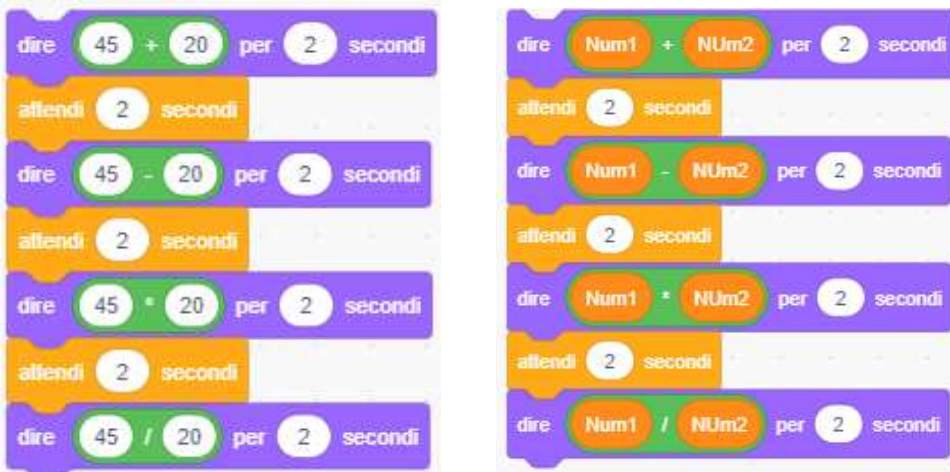 dire 45 + 20 per 2 secondi
attendi 2 secondi
dire 45 - 20 per 2 secondi
attendi 2 secondi
dire 45 * 20 per 2 secondi
attendi 2 secondi
dire 45 / 20 per 2 secondi
dire Num1 + NUm2 per 2 secondi
attendi 2 secondi
dire Num1 - NUm2 per 2 secondi
attendi 2 secondi
dire Num1 * NUm2 per 2 secondi
attendi 2 secondi
dire Num1 / NUm2 per 2 secondi